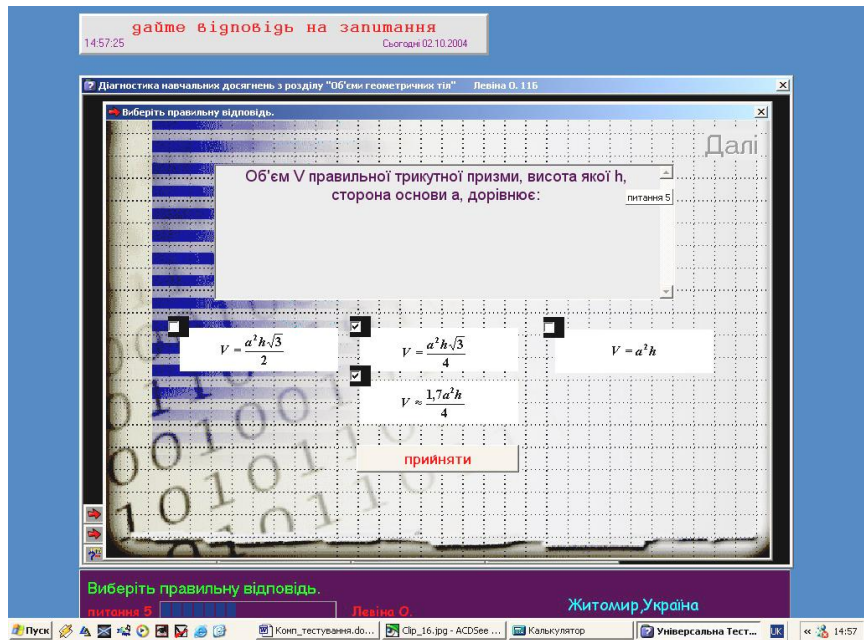 дайте відповідь на запитання
14:57:25
Сьогодні 02.10.2004
Діагностика навчальних досягнень з розділу "Об'єми геометричних тіл" Левіна О. 11Б
Виберіть правильну відповідь.
Далі
Об'єм V правильної трикутної призми, висота якої h,
сторона основи a, дорівнює:
питання 5
V = a²h√3/2
V = a²h√3/4
V = a²h
V ≈ 1,7a²h/4
прийняти
Виберіть правильну відповідь.
питання 5
Левіна О.
Житомир,Україна
Пуск
Комп_тестування.do...
Clip_16.jpg - ACDSee ...
Калькулятор
Універсальна Тест...
UK
«
14:57